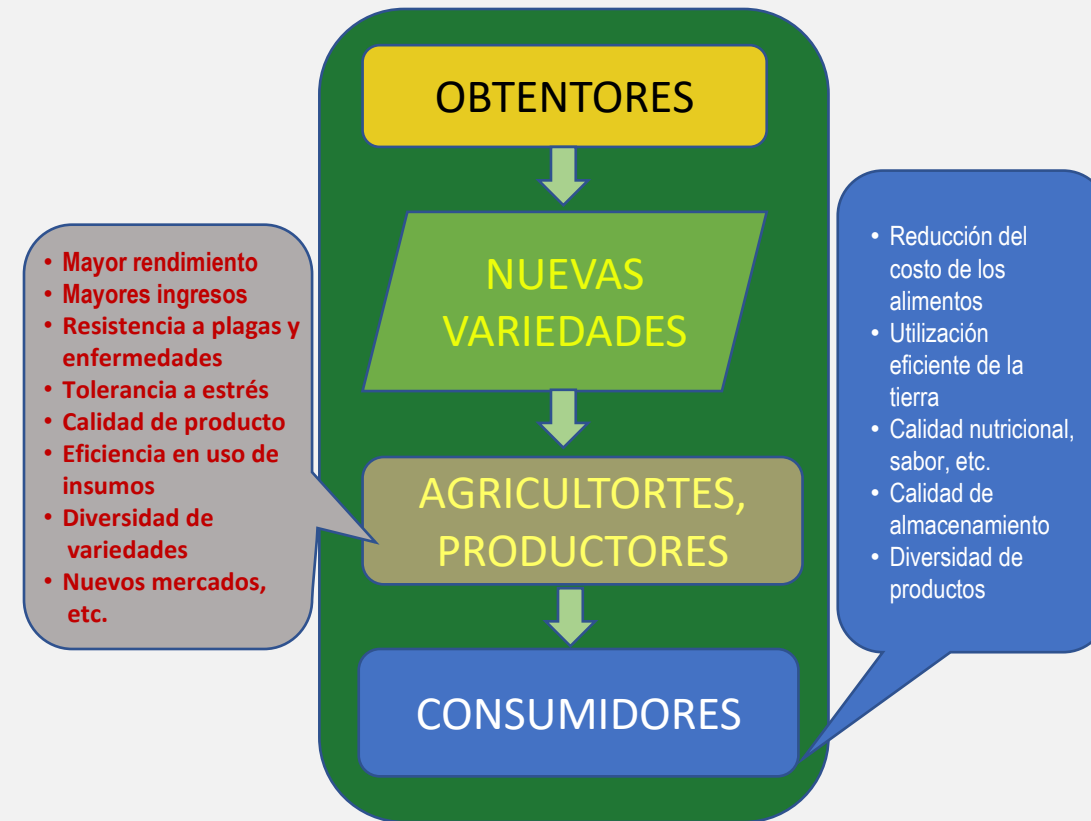 OBTENTORES
NUEVAS
VARIEDADES
AGRICULTORTES,
PRODUCTORES
CONSUMIDORES
• Mayor rendimiento
• Mayores ingresos
• Resistencia a plagas y
enfermedades
• Tolerancia a estrés
• Calidad de producto
• Eficiencia en uso de
insumos
• Diversidad de
variedades
• Nuevos mercados,
etc.
• Reducción del
costo de los
alimentos
• Utilización
eficiente de la
tierra
• Calidad nutricional,
sabor, etc.
• Calidad de
almacenamiento
• Diversidad de
productos